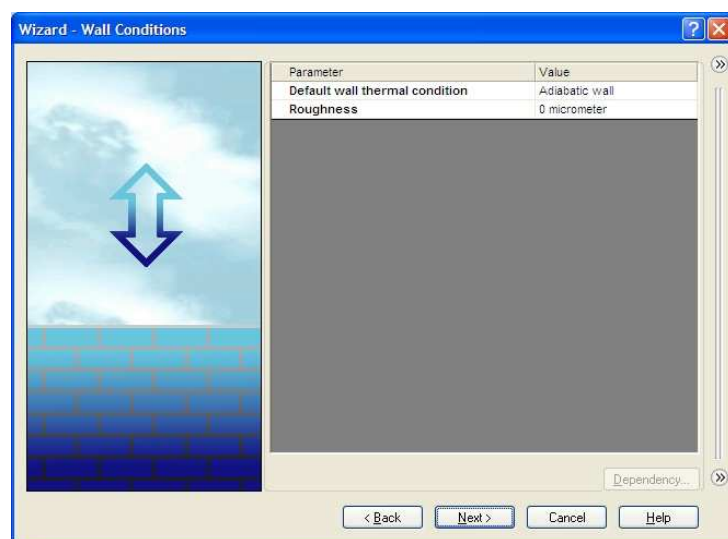 Wizard - Wall Conditions
Parameter Value
Default wall thermal condition Adiabatic wall
Roughness 0 micrometer
Dependency...
< Back Next > Cancel Help